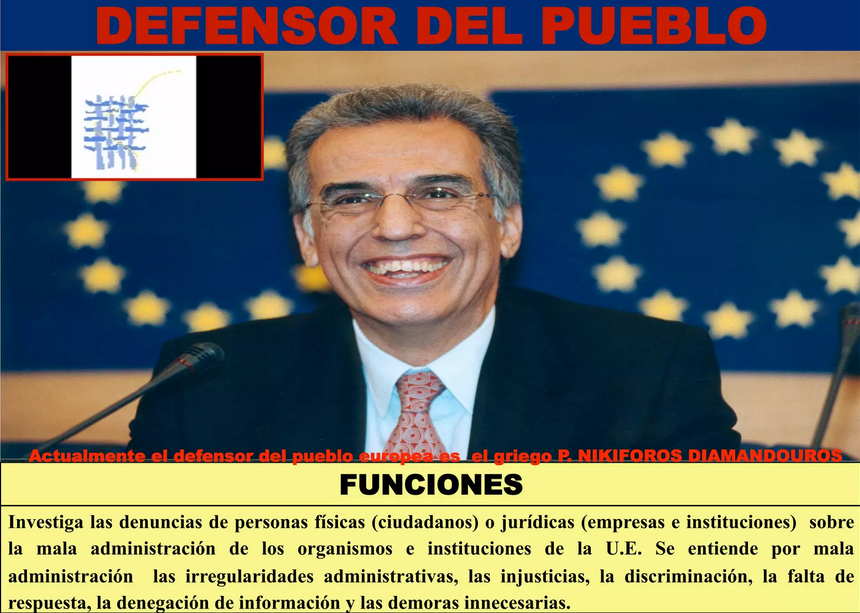 DEFENSOR DEL PUEBLO
Actualmente el defensor del pueblo europea es el griego P. NIKIFOROS DIAMANDOUROS
FUNCIONES
Investiga las denuncias de personas físicas (ciudadanos) o jurídicas (empresas e instituciones) sobre
la mala administración de los organismos e instituciones de la U.E. Se entiende por mala
administración las irregularidades administrativas, las injusticias, la discriminación, la falta de
respuesta, la denegación de información y las demoras innecesarias.